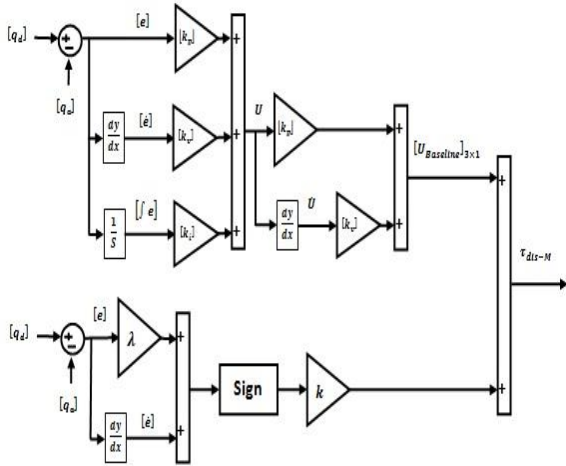 [e]
[k_p]
+
[q_d]
+
−
[q_a]
dy/dx
[ė]
[k_v]
+
U
[k_p]
+
[U_Baseline]_3×1
+
[∫ e]
1/S
[k_i]
+
dy/dx
U̇
[k_v]
+
τ_dis−M
[e]
[q_d]
+
−
λ
+
[q_a]
Sign
k
+
dy/dx
[ė]
+